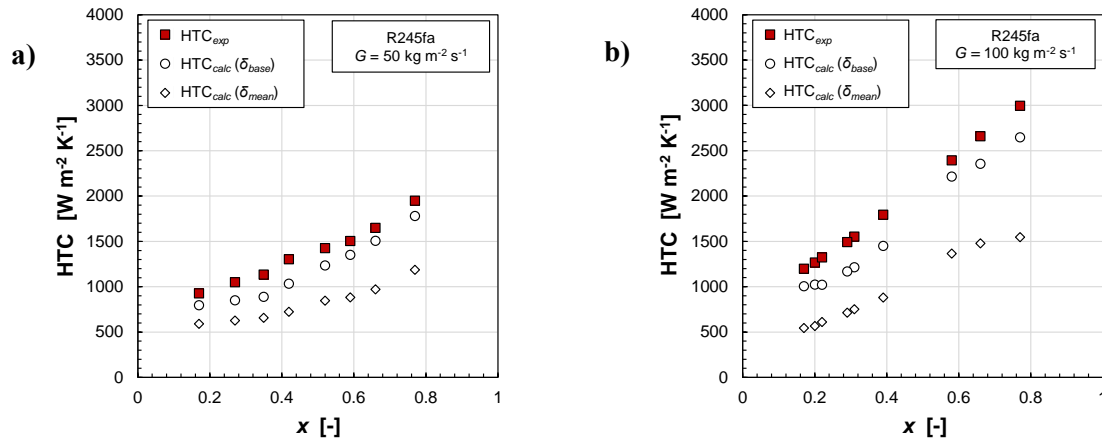 a)
HTCexp
HTCcalc (δbase)
HTCcalc (δmean)
R245fa
G = 50 kg m-2 s-1
4000
3500
3000
2500
2000
1500
1000
500
0
HTC [W m-2 K-1]
0 0.2 0.4 0.6 0.8 1
x [-]
b)
HTCexp
HTCcalc (δbase)
HTCcalc (δmean)
R245fa
G = 100 kg m-2 s-1
4000
3500
3000
2500
2000
1500
1000
500
0
HTC [W m-2 K-1]
0 0.2 0.4 0.6 0.8 1
x [-]